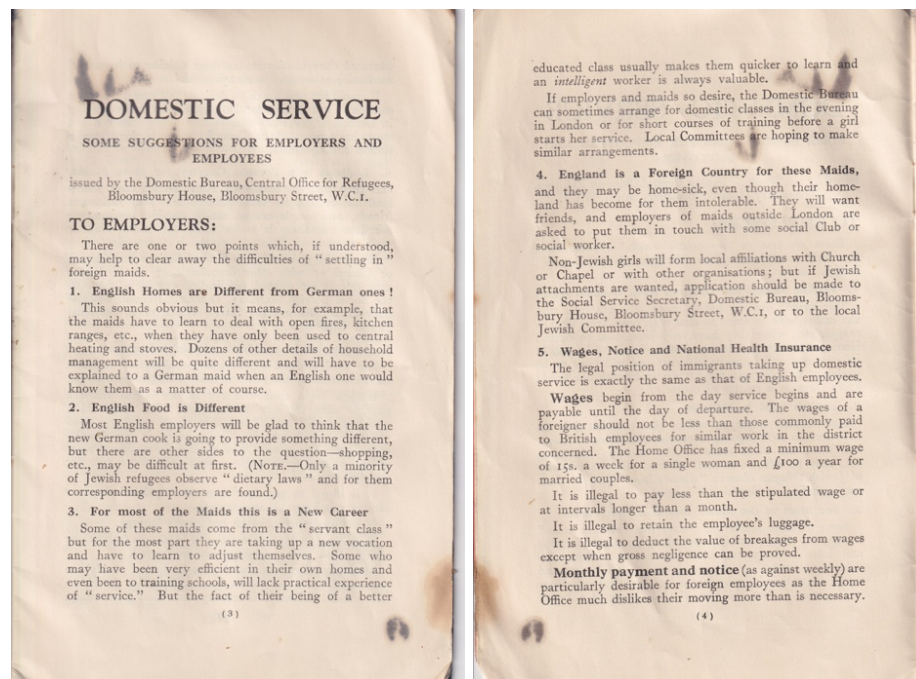 DOMESTIC SERVICE
SOME SUGGESTIONS FOR EMPLOYERS AND
EMPLOYEES
issued by the Domestic Bureau, Central Office for Refugees,
Bloomsbury House, Bloomsbury Street, W.C.1.
TO EMPLOYERS:
There are one or two points which, if understood,
may help to clear away the difficulties of “ settling in ”
foreign maids.
1. English Homes are Different from German ones !
This sounds obvious but it means, for example, that
the maids have to learn to deal with open fires, kitchen
ranges, etc., when they have only been used to central
heating and stoves. Dozens of other details of household
management will be quite different and will have to be
explained to a German maid when an English one would
know them as a matter of course.
2. English Food is Different
Most English employers will be glad to think that the
new German cook is going to provide something different,
but there are other sides to the question—shopping,
etc., may be difficult at first. (NOTE.—Only a minority
of Jewish refugees observe “ dietary laws ” and for them
corresponding employers are found.)
3. For most of the Maids this is a New Career
Some of these maids come from the “ servant class ”
but for the most part they are taking up a new vocation
and have to learn to adjust themselves. Some who
may have been very efficient in their own homes and
even been to training schools, will lack practical experience
of “ service.” But the fact of their being of a better
(3)
educated class usually makes them quicker to learn and
an intelligent worker is always valuable.
If employers and maids so desire, the Domestic Bureau
can sometimes arrange for domestic classes in the evening
in London or for short courses of training before a girl
starts her service. Local Committees are hoping to make
similar arrangements.
4. England is a Foreign Country for these Maids,
and they may be home-sick, even though their home-
land has become for them intolerable. They will want
friends, and employers of maids outside London are
asked to put them in touch with some social Club or
social worker.
Non-Jewish girls will form local affiliations with Church
or Chapel or with other organisations ; but if Jewish
attachments are wanted, application should be made to
the Social Service Secretary, Domestic Bureau, Blooms-
bury House, Bloomsbury Street, W.C.1, or to the local
Jewish Committee.
5. Wages, Notice and National Health Insurance
The legal position of immigrants taking up domestic
service is exactly the same as that of English employees.
Wages begin from the day service begins and are
payable until the day of departure. The wages of a
foreigner should not be less than those commonly paid
to British employees for similar work in the district
concerned. The Home Office has fixed a minimum wage
of 15s. a week for a single woman and £100 a year for
married couples.
It is illegal to pay less than the stipulated wage or
at intervals longer than a month.
It is illegal to retain the employee's luggage.
It is illegal to deduct the value of breakages from wages
except when gross negligence can be proved.
Monthly payment and notice (as against weekly) are
particularly desirable for foreign employees as the Home
Office much dislikes their moving more than is necessary.
(4)